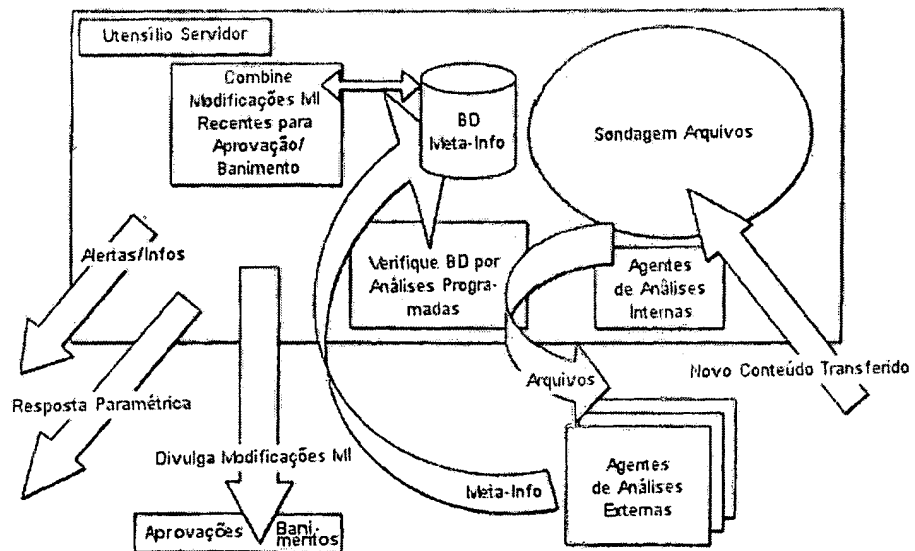 Utensílio Servidor
Combine
Modificações MI
Recentes para
Aprovação/
Banimento
BD
Meta-Info
Sondagem Arquivos
Alertas/Infos
Verifique BD por
Análises Progra-
madas
Agentes
de Análises
Internas
Arquivos
Novo Conteúdo Transferido
Resposta Paramétrica
Divulga Modificações MI
Meta-Info
Agentes
de Análises
Externas
Aprovações
Bani-
mentos